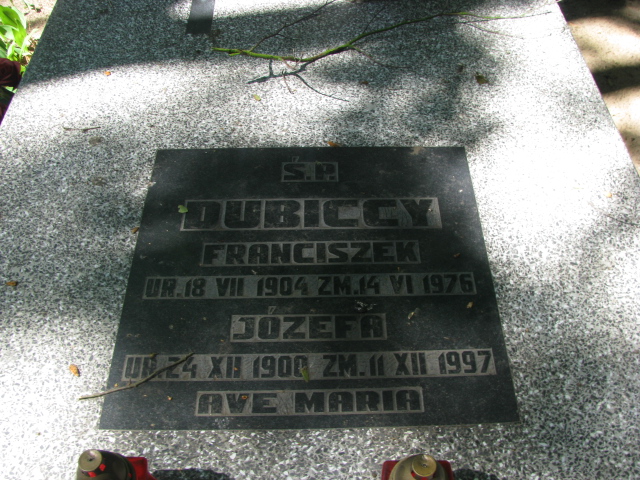 Ś.P.
DUBICCY
FRANCISZEK
UR.18 VII 1904 ZM.14 VI 1976
JÓZEFA
UR.24 XII 1900 ZM.11 XII 1997
AVE MARIA